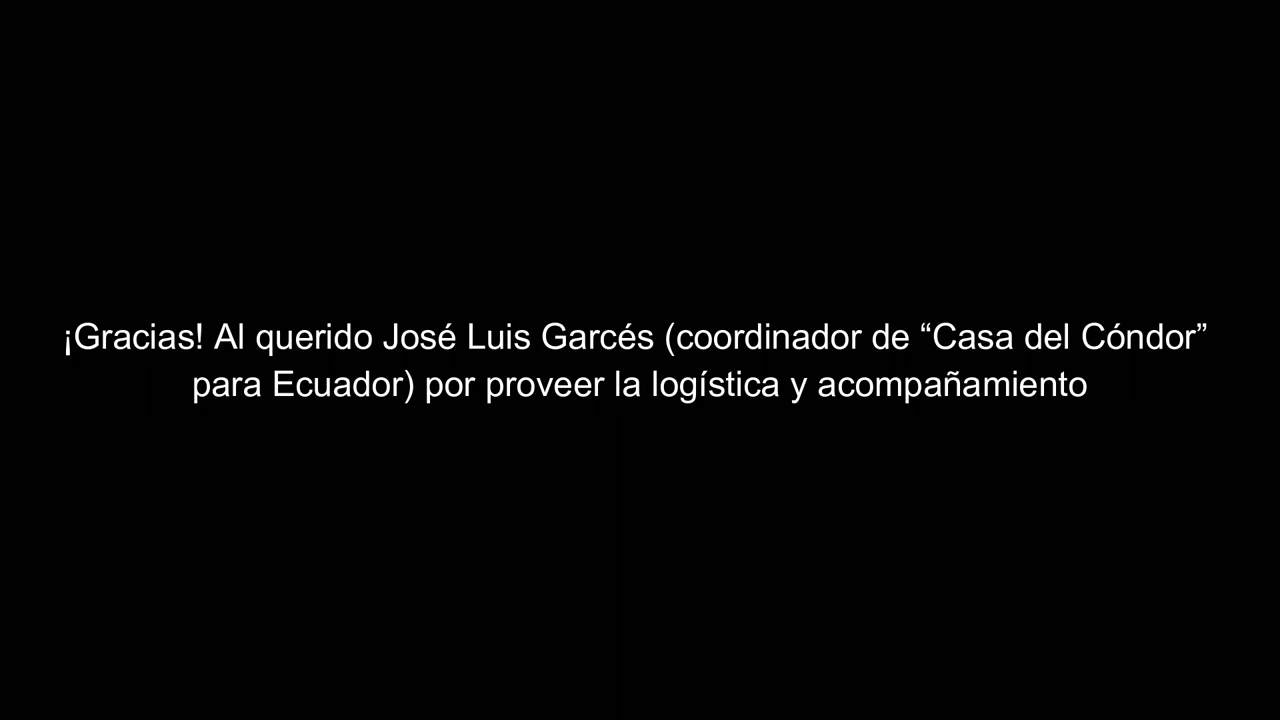 ¡Gracias! Al querido José Luis Garcés (coordinador de “Casa del Cóndor”
para Ecuador) por proveer la logística y acompañamiento